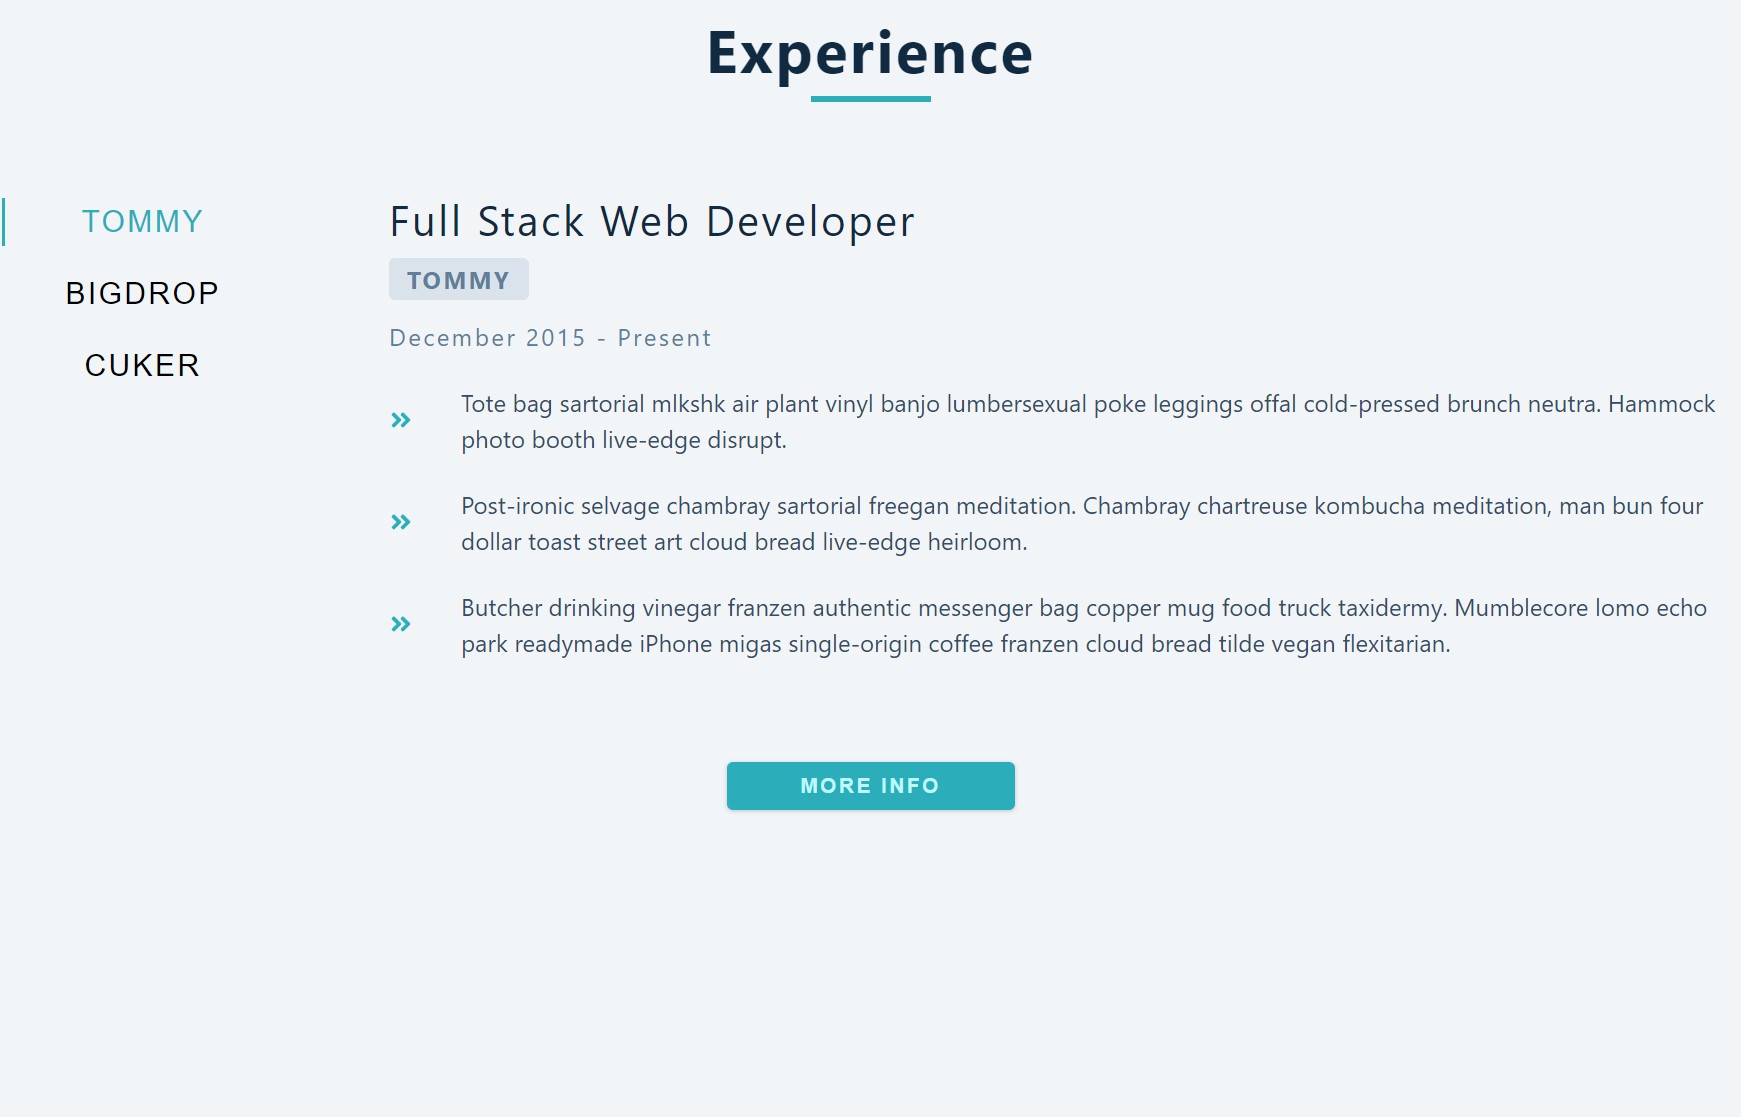 Experience
TOMMY
BIGDROP
CUKER
Full Stack Web Developer
TOMMY
December 2015 - Present
Tote bag sartorial mlkshk air plant vinyl banjo lumbersexual poke leggings offal cold-pressed brunch neutra. Hammock
photo booth live-edge disrupt.
Post-ironic selvage chambray sartorial freegan meditation. Chambray chartreuse kombucha meditation, man bun four
dollar toast street art cloud bread live-edge heirloom.
Butcher drinking vinegar franzen authentic messenger bag copper mug food truck taxidermy. Mumblecore lomo echo
park readymade iPhone migas single-origin coffee franzen cloud bread tilde vegan flexitarian.
MORE INFO